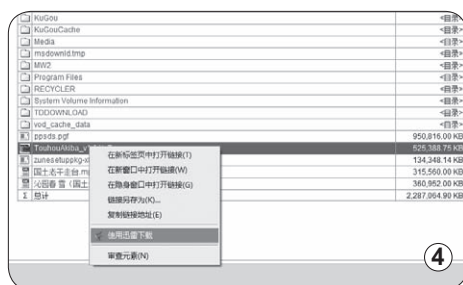 KuGou <目录>
KuGouCache <目录>
Media <目录>
msdownld.tmp <目录>
MW2 <目录>
Program Files <目录>
RECYCLER <目录>
System Volume Information <目录>
TDDOWNLOAD <目录>
vod_cache_data <目录>
ppsds.pgf 950,816.00 KB
TouhouAkiba_v 525,388.75 KB
zunesetuppkg-x 134,348.14 KB
国土名干主台.m 315,560.00 KB
沁园春 雪（国土 360,952.00 KB
Σ 总计 2,287,064.90 KB
在新标签页中打开链接(T)
在新窗口中打开链接(W)
在隐身窗口中打开链接(G)
链接另存为(K)...
复制链接地址(E)
使用迅雷下载
审查元素(N)
4